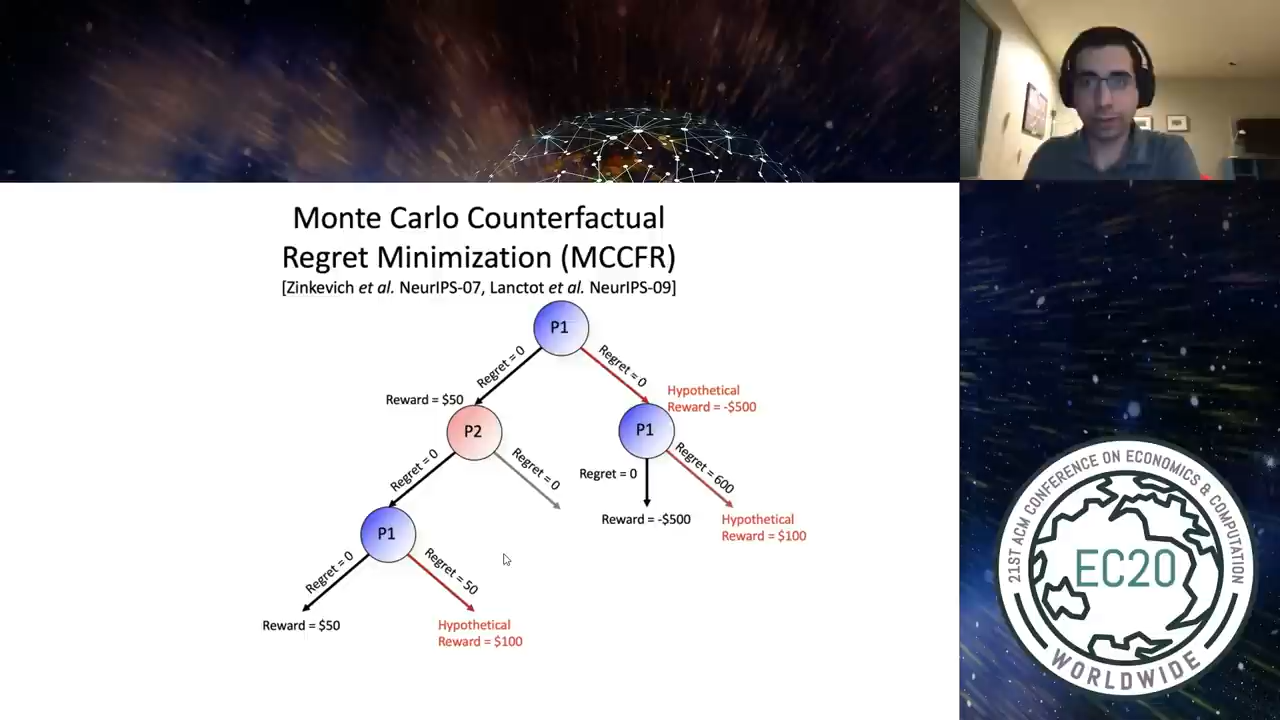 Monte Carlo Counterfactual
Regret Minimization (MCCFR)
[Zinkevich et al. NeurIPS-07, Lanctot et al. NeurIPS-09]
P1
Regret = 0
Regret = 0
Reward = $50
Hypothetical
Reward = -$500
P2
P1
Regret = 0
Regret = 0
Regret = 0
Regret = 600
Reward = -$500
Hypothetical
Reward = $100
P1
Regret = 0
Regret = 50
Reward = $50
Hypothetical
Reward = $100
21ST ACM CONFERENCE ON ECONOMICS & COMPUTATION
EC20
WORLDWIDE